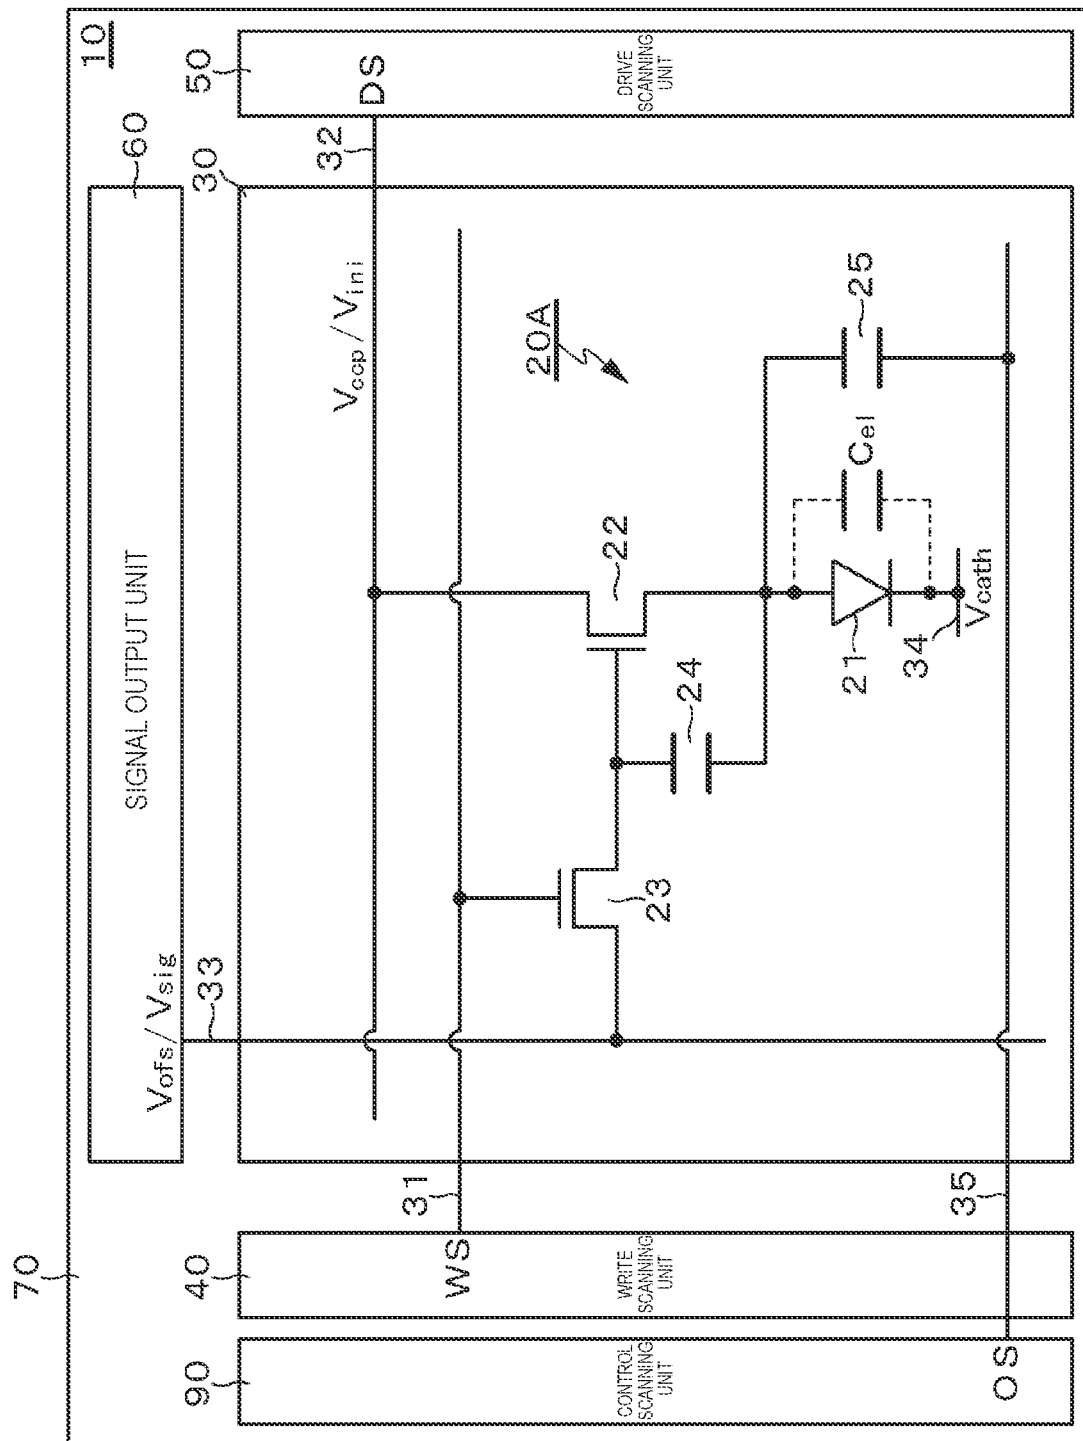 70
10
60
SIGNAL OUTPUT UNIT
Vofs/Vsig
33
90
40
30
50
CONTROL
SCANNING
UNIT
WRITE
SCANNING
UNIT
DRIVE
SCANNING
UNIT
WS
31
DS
32
Vccp/Vini
20A
22
23
24
25
Cel
21
34
Vcath
OS
35